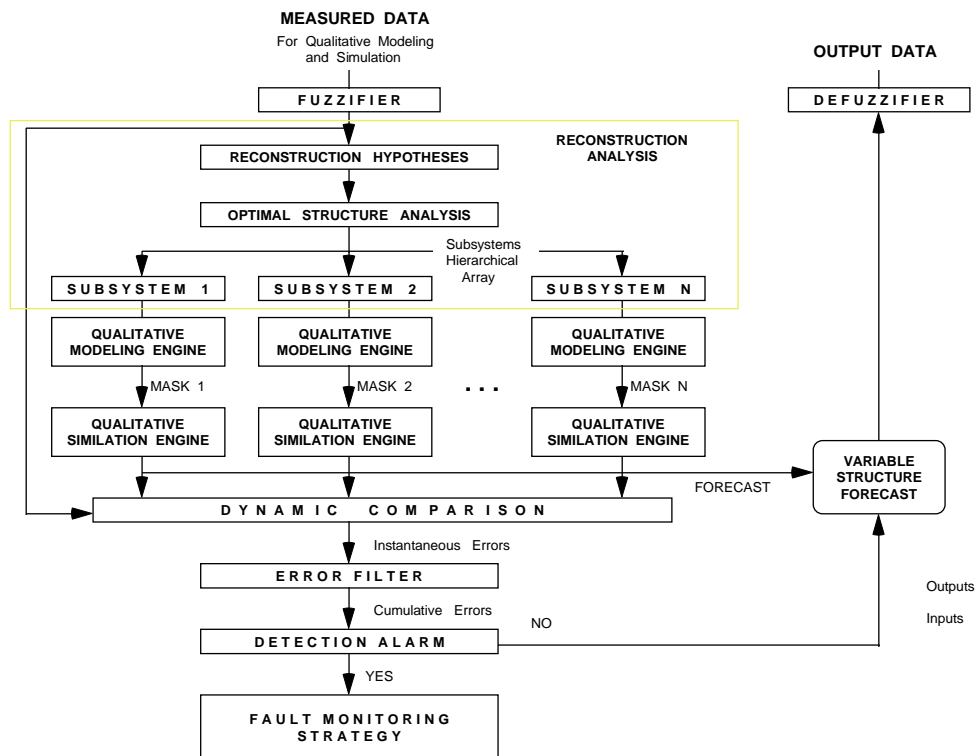 MEASURED DATA
For Qualitative Modeling
and Simulation
OUTPUT DATA
FUZZIFIER
DEFUZZIFIER
RECONSTRUCTION
ANALYSIS
RECONSTRUCTION HYPOTHESES
OPTIMAL STRUCTURE ANALYSIS
Subsystems
Hierarchical
Array
SUBSYSTEM 1
SUBSYSTEM 2
SUBSYSTEM N
QUALITATIVE
MODELING ENGINE
QUALITATIVE
MODELING ENGINE
QUALITATIVE
MODELING ENGINE
MASK 1
MASK 2
...
MASK N
QUALITATIVE
SIMILATION ENGINE
QUALITATIVE
SIMILATION ENGINE
QUALITATIVE
SIMILATION ENGINE
VARIABLE
STRUCTURE
FORECAST
FORECAST
DYNAMIC COMPARISON
Instantaneous Errors
ERROR FILTER
Outputs
Inputs
Cumulative Errors
DETECTION ALARM
NO
YES
FAULT MONITORING
STRATEGY